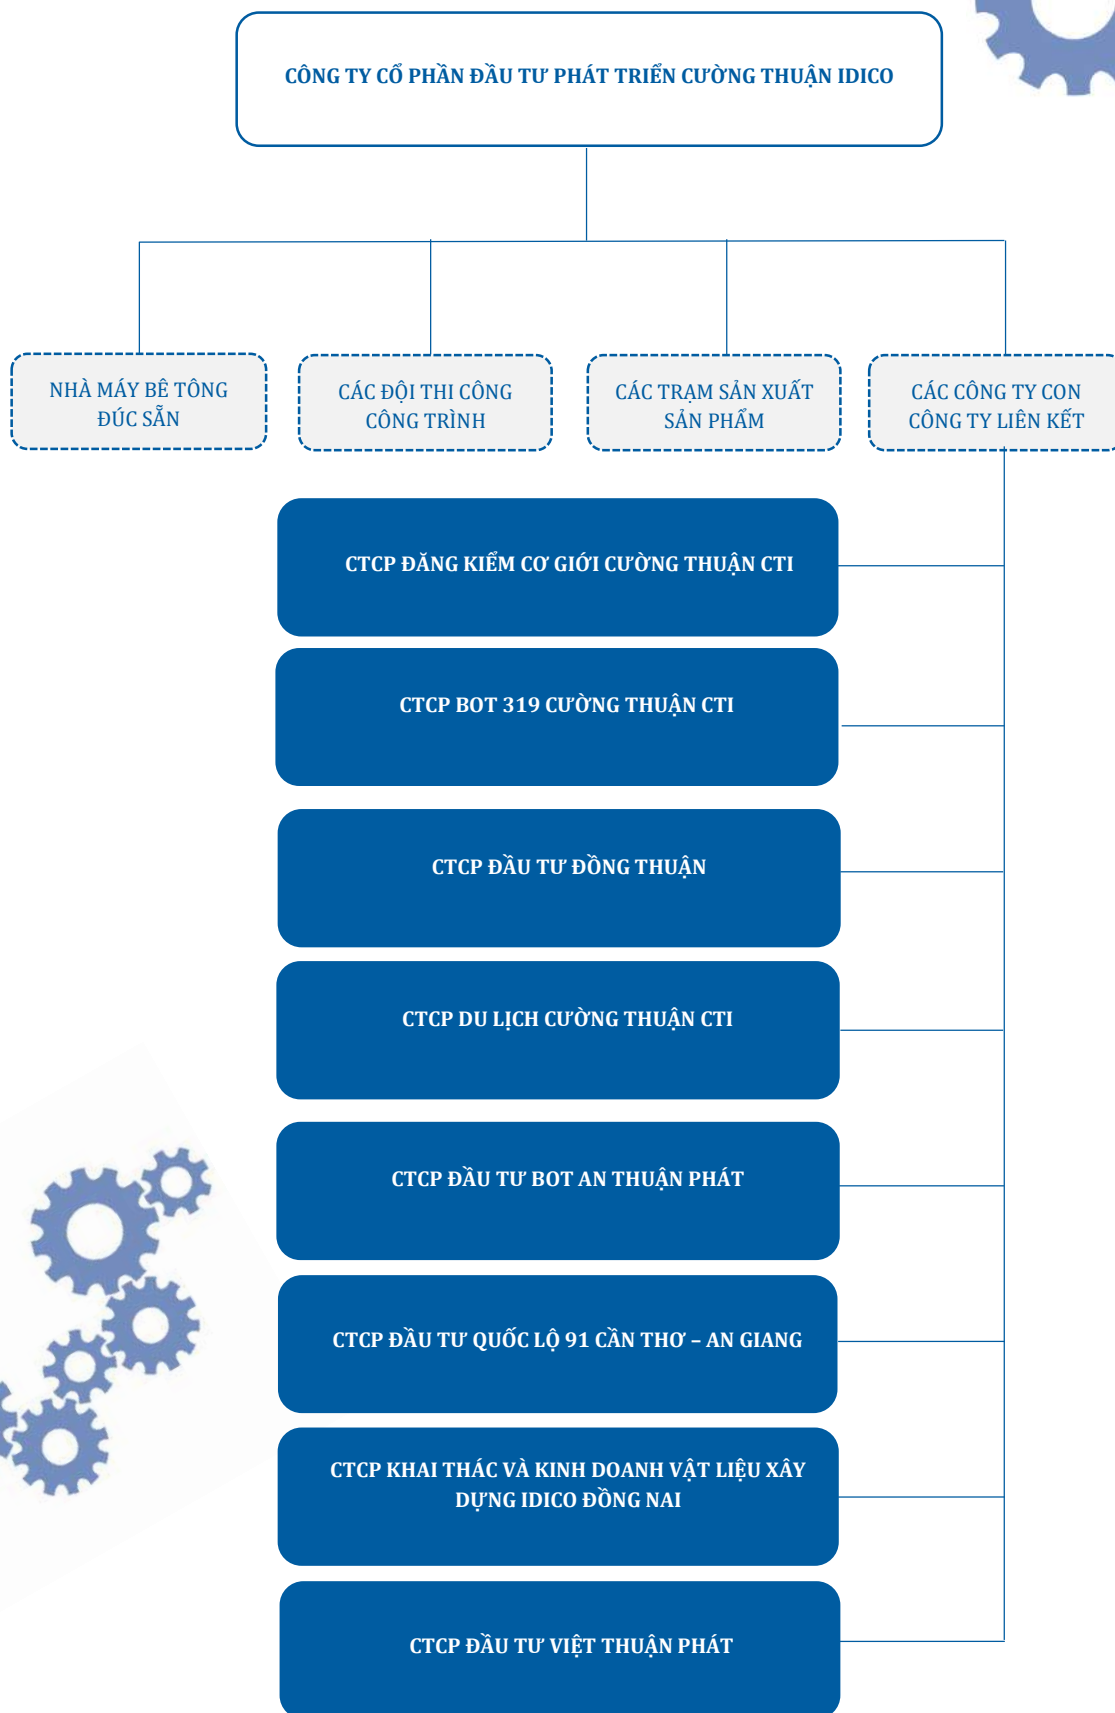 CÔNG TY CỔ PHẦN ĐẦU TƯ PHÁT TRIỂN CƯỜNG THUẬN IDICO
NHÀ MÁY BÊ TÔNG
ĐÚC SẴN
CÁC ĐỘI THI CÔNG
CÔNG TRÌNH
CÁC TRẠM SẢN XUẤT
SẢN PHẨM
CÁC CÔNG TY CON
CÔNG TY LIÊN KẾT
CTCP ĐĂNG KIỂM CƠ GIỚI CƯỜNG THUẬN CTI
CTCP BOT 319 CƯỜNG THUẬN CTI
CTCP ĐẦU TƯ ĐỒNG THUẬN
CTCP DU LỊCH CƯỜNG THUẬN CTI
CTCP ĐẦU TƯ BOT AN THUẬN PHÁT
CTCP ĐẦU TƯ QUỐC LỘ 91 CẦN THƠ – AN GIANG
CTCP KHAI THÁC VÀ KINH DOANH VẬT LIỆU XÂY
DỰNG IDICO ĐỒNG NAI
CTCP ĐẦU TƯ VIỆT THUẬN PHÁT